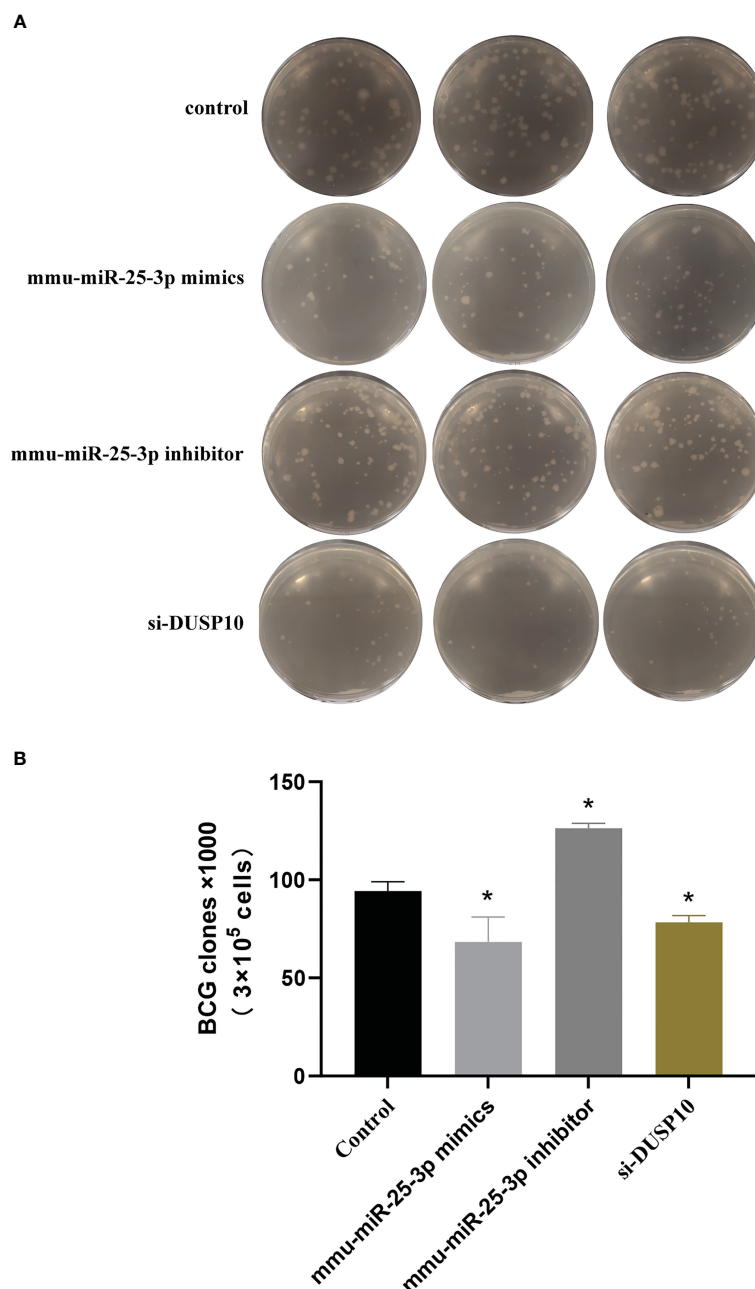 A
control
mmu-miR-25-3p mimics
mmu-miR-25-3p inhibitor
si-DUSP10
B
BCG clones ×1000
( 3×10⁵ cells)
150
100
50
0
*
*
*
Control
mmu-miR-25-3p mimics
mmu-miR-25-3p inhibitor
si-DUSP10